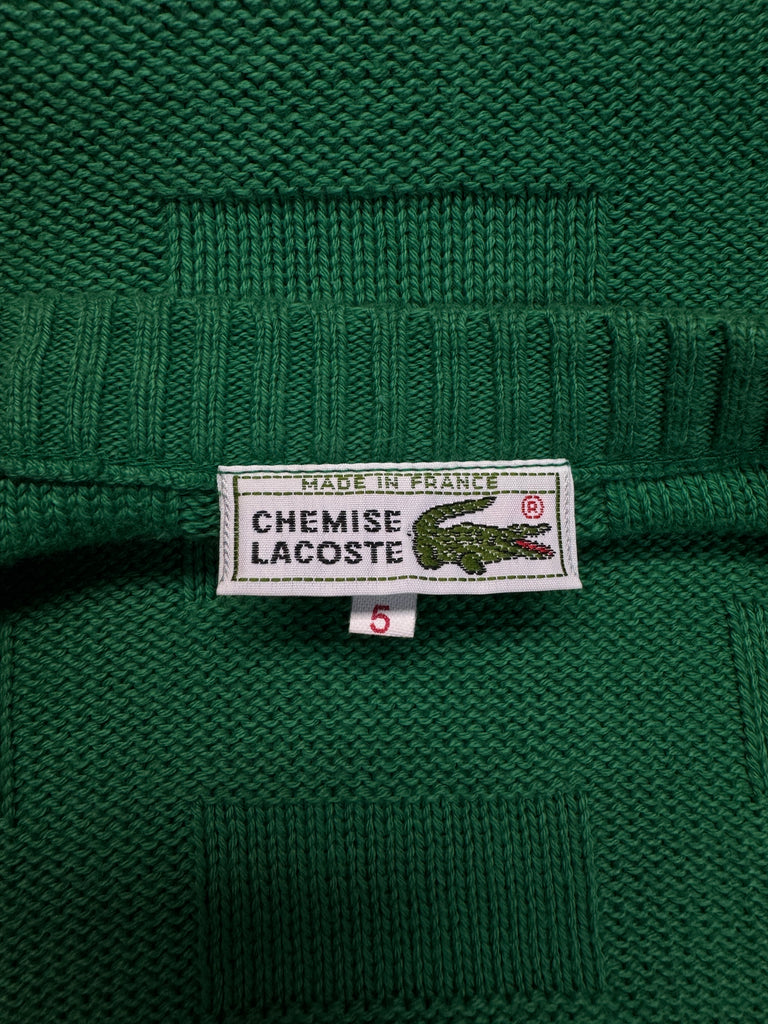 MADE IN FRANCE
CHEMISE
LACOSTE
®
5